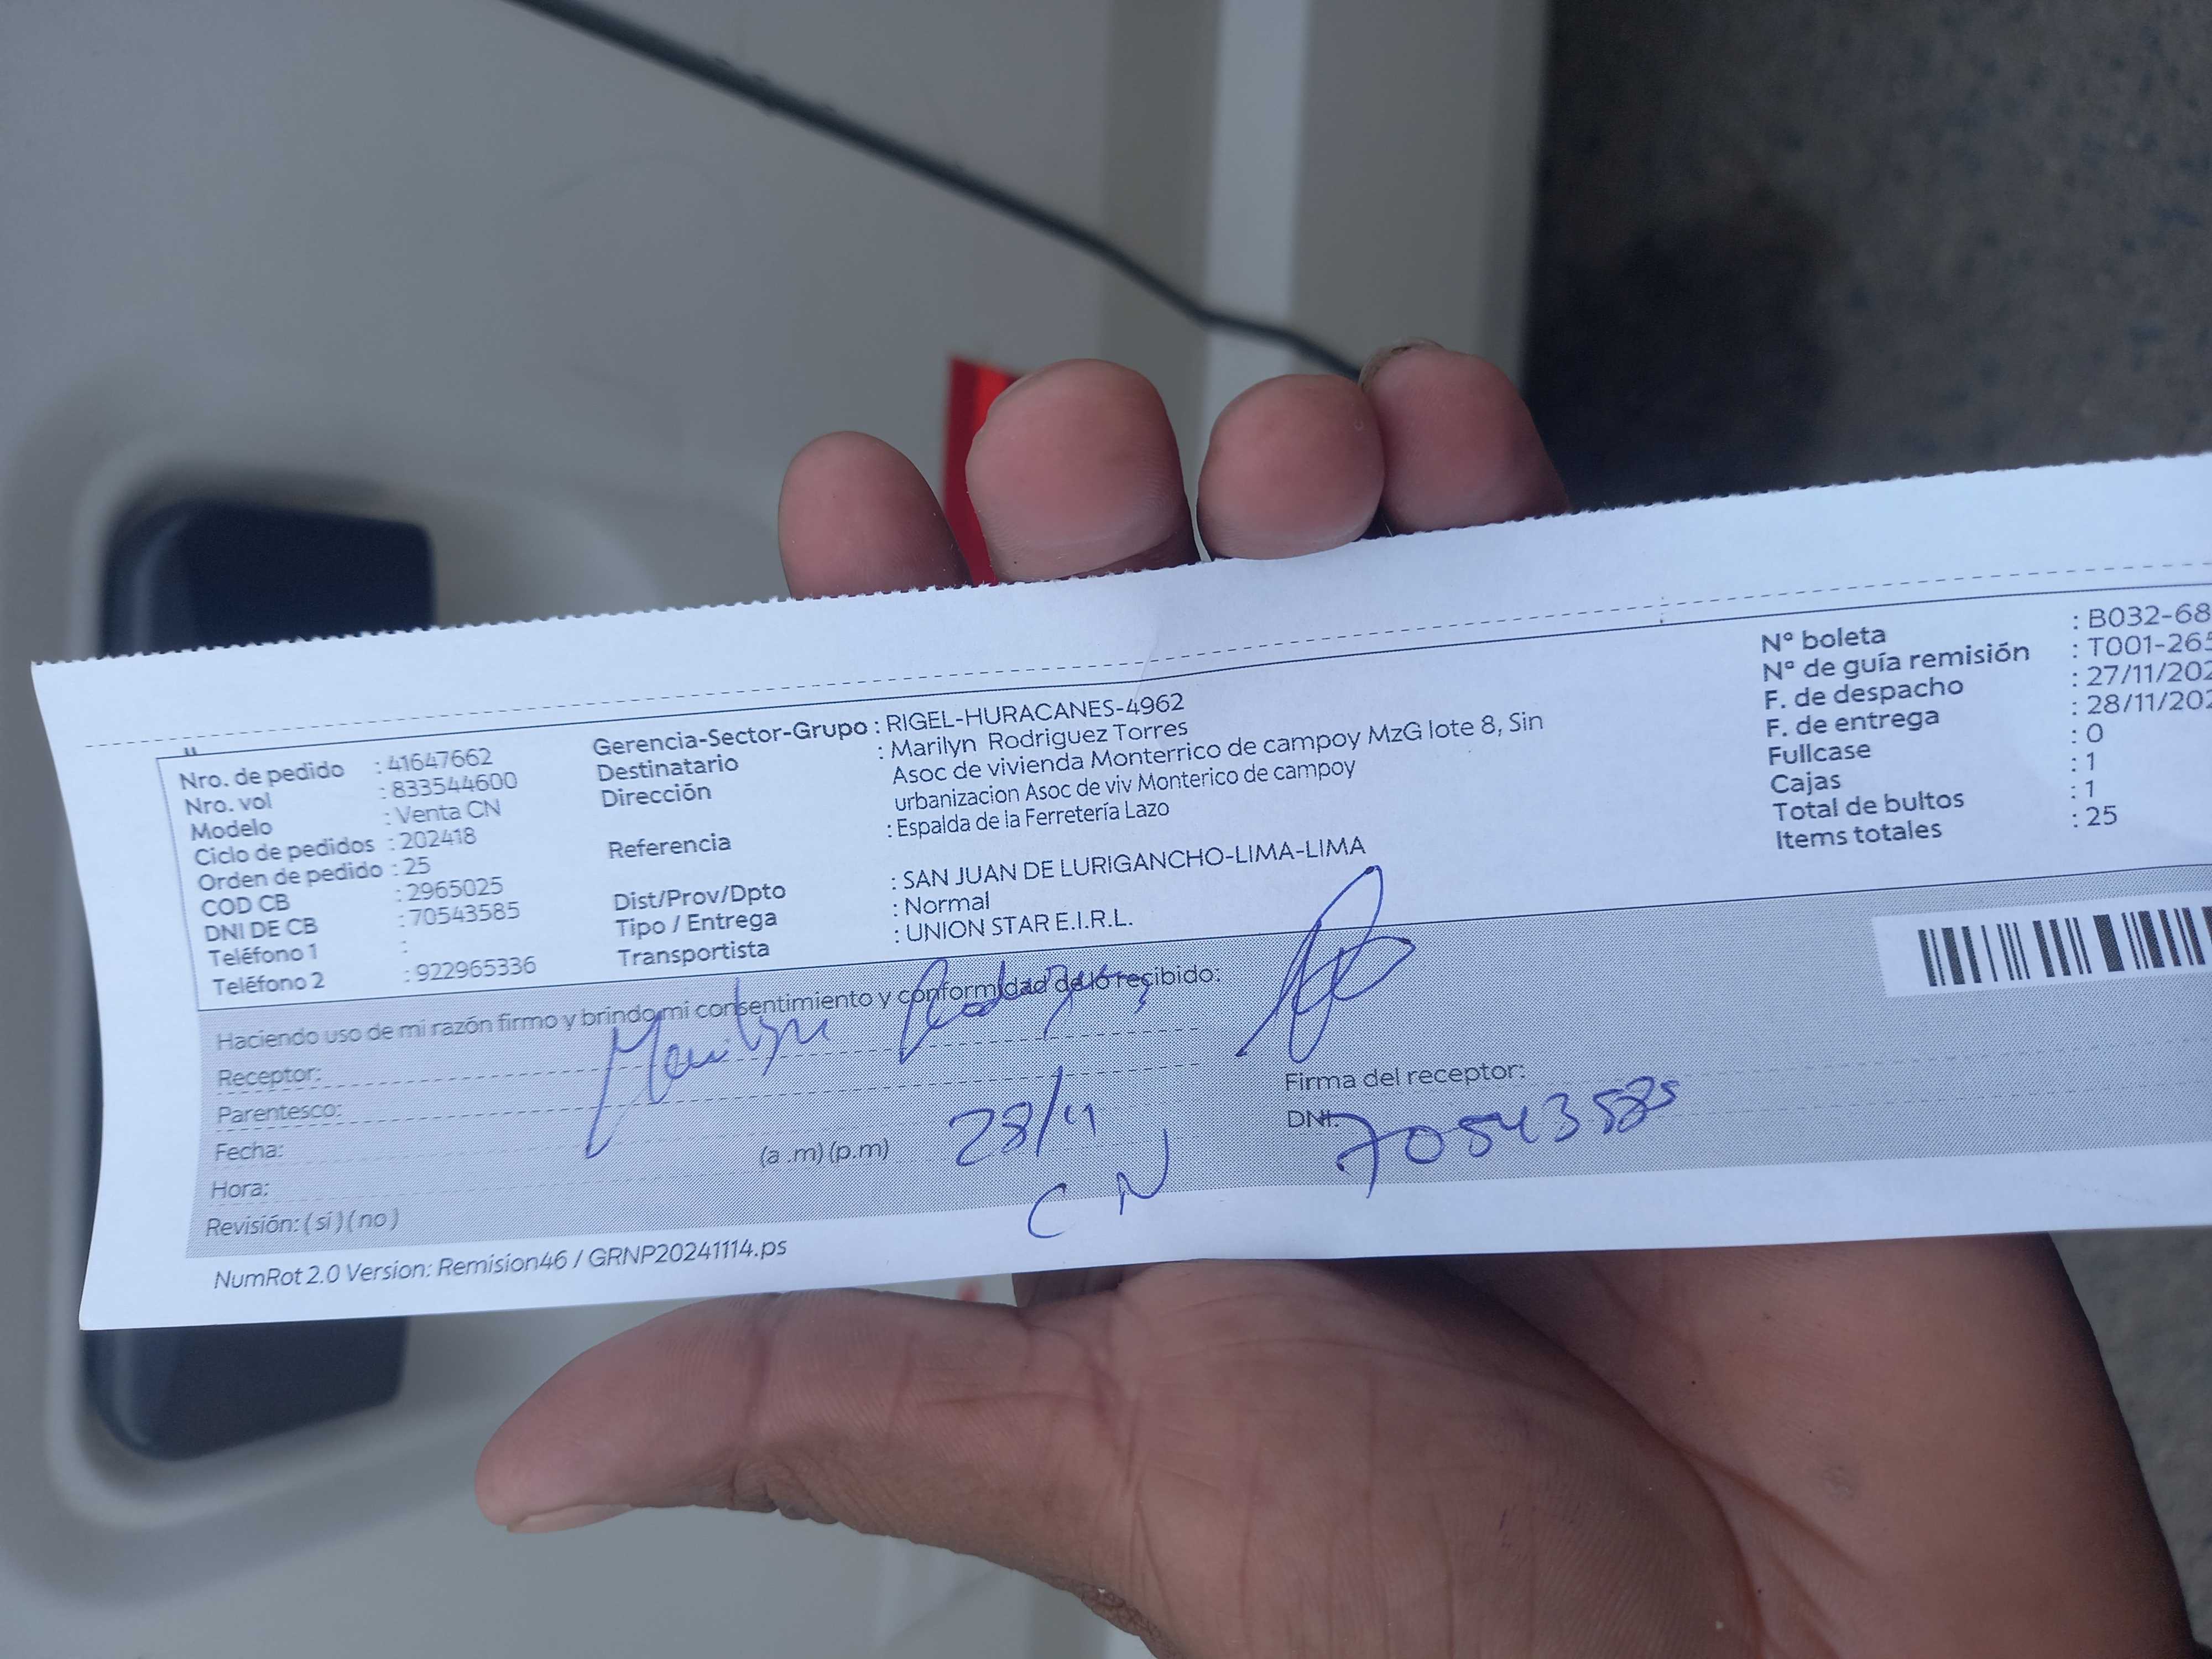 Nro. de pedido : 41647662
Nro. vol : 833544600
Modelo : Venta CN
Ciclo de pedidos : 202418
Orden de pedido : 25
COD CB : 2965025
DNI DE CB : 70543585
Teléfono 1 :
Teléfono 2 : 922965336
Gerencia-Sector-Grupo : RIGEL-HURACANES-4962
Destinatario : Marilyn Rodriguez Torres
Dirección Asoc de vivienda Monterrico de campoy MzG lote 8, Sin
urbanizacion Asoc de viv Monterico de campoy
Referencia : Espalda de la Ferretería Lazo
Dist/Prov/Dpto : SAN JUAN DE LURIGANCHO-LIMA-LIMA
Tipo / Entrega : Normal
Transportista : UNION STAR E.I.R.L.
Nº boleta : B032-68
Nº de guía remisión : T001-265
F. de despacho : 27/11/202
F. de entrega : 28/11/202
Fullcase : 0
Cajas : 1
Total de bultos : 1
Items totales : 25
Haciendo uso de mi razón firmo y brindo mi consentimiento y conformidad de lo recibido:
Receptor: Marilyn
Parentesco:
Fecha: 28/11
Hora: (a .m) (p.m)
Revisión: ( si ) ( no )
CN
Firma del receptor:
DNI: 70543585
NumRot 2.0 Version: Remision46 / GRNP20241114.ps